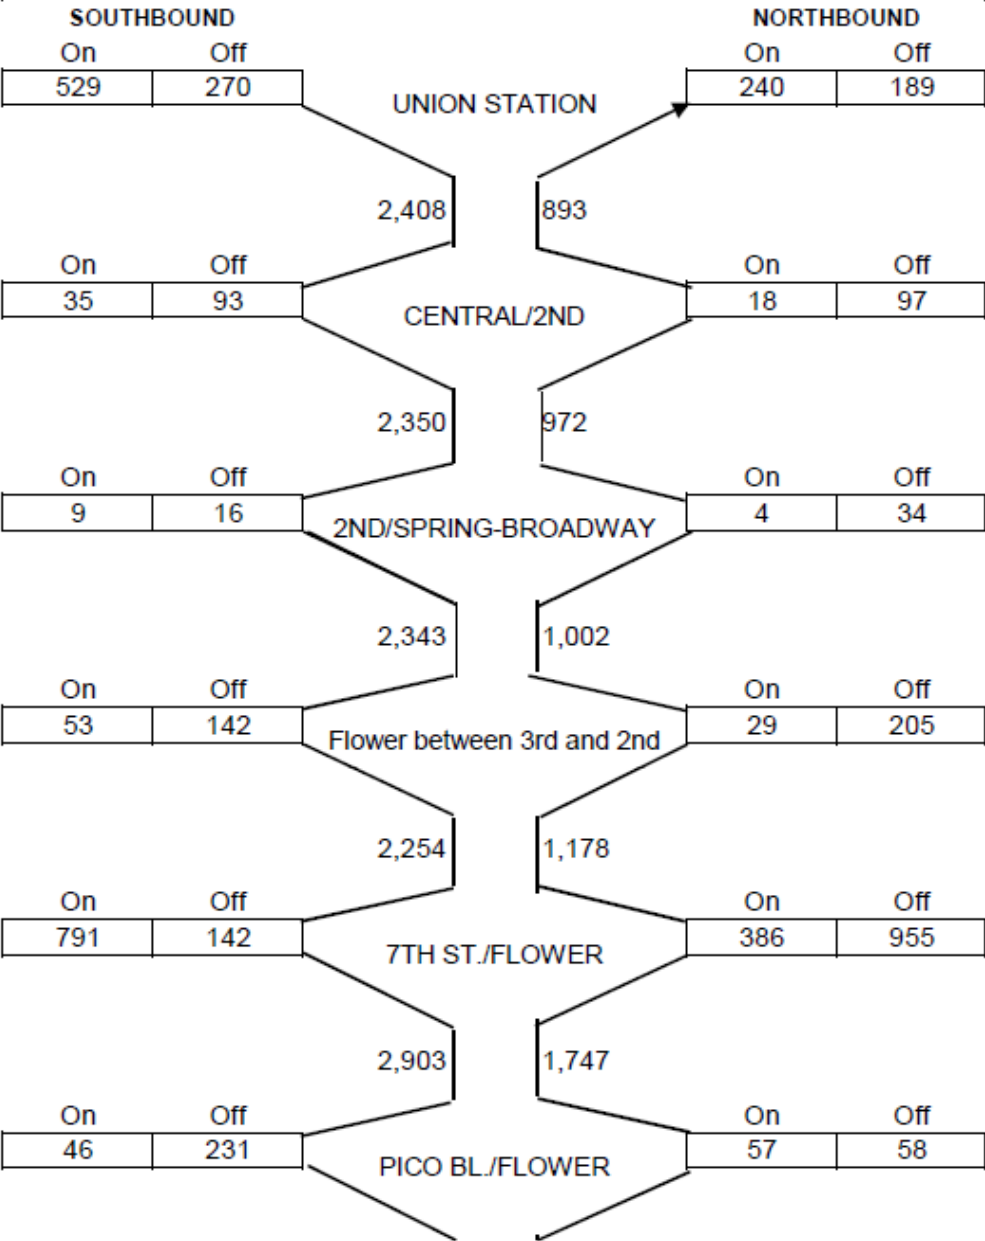 SOUTHBOUND NORTHBOUND
On Off On Off
529 270 UNION STATION 240 189
2,408 893
On Off On Off
35 93 CENTRAL/2ND 18 97
2,350 972
On Off On Off
9 16 2ND/SPRING-BROADWAY 4 34
2,343 1,002
On Off On Off
53 142 Flower between 3rd and 2nd 29 205
2,254 1,178
On Off On Off
791 142 7TH ST./FLOWER 386 955
2,903 1,747
On Off On Off
46 231 PICO BL./FLOWER 57 58